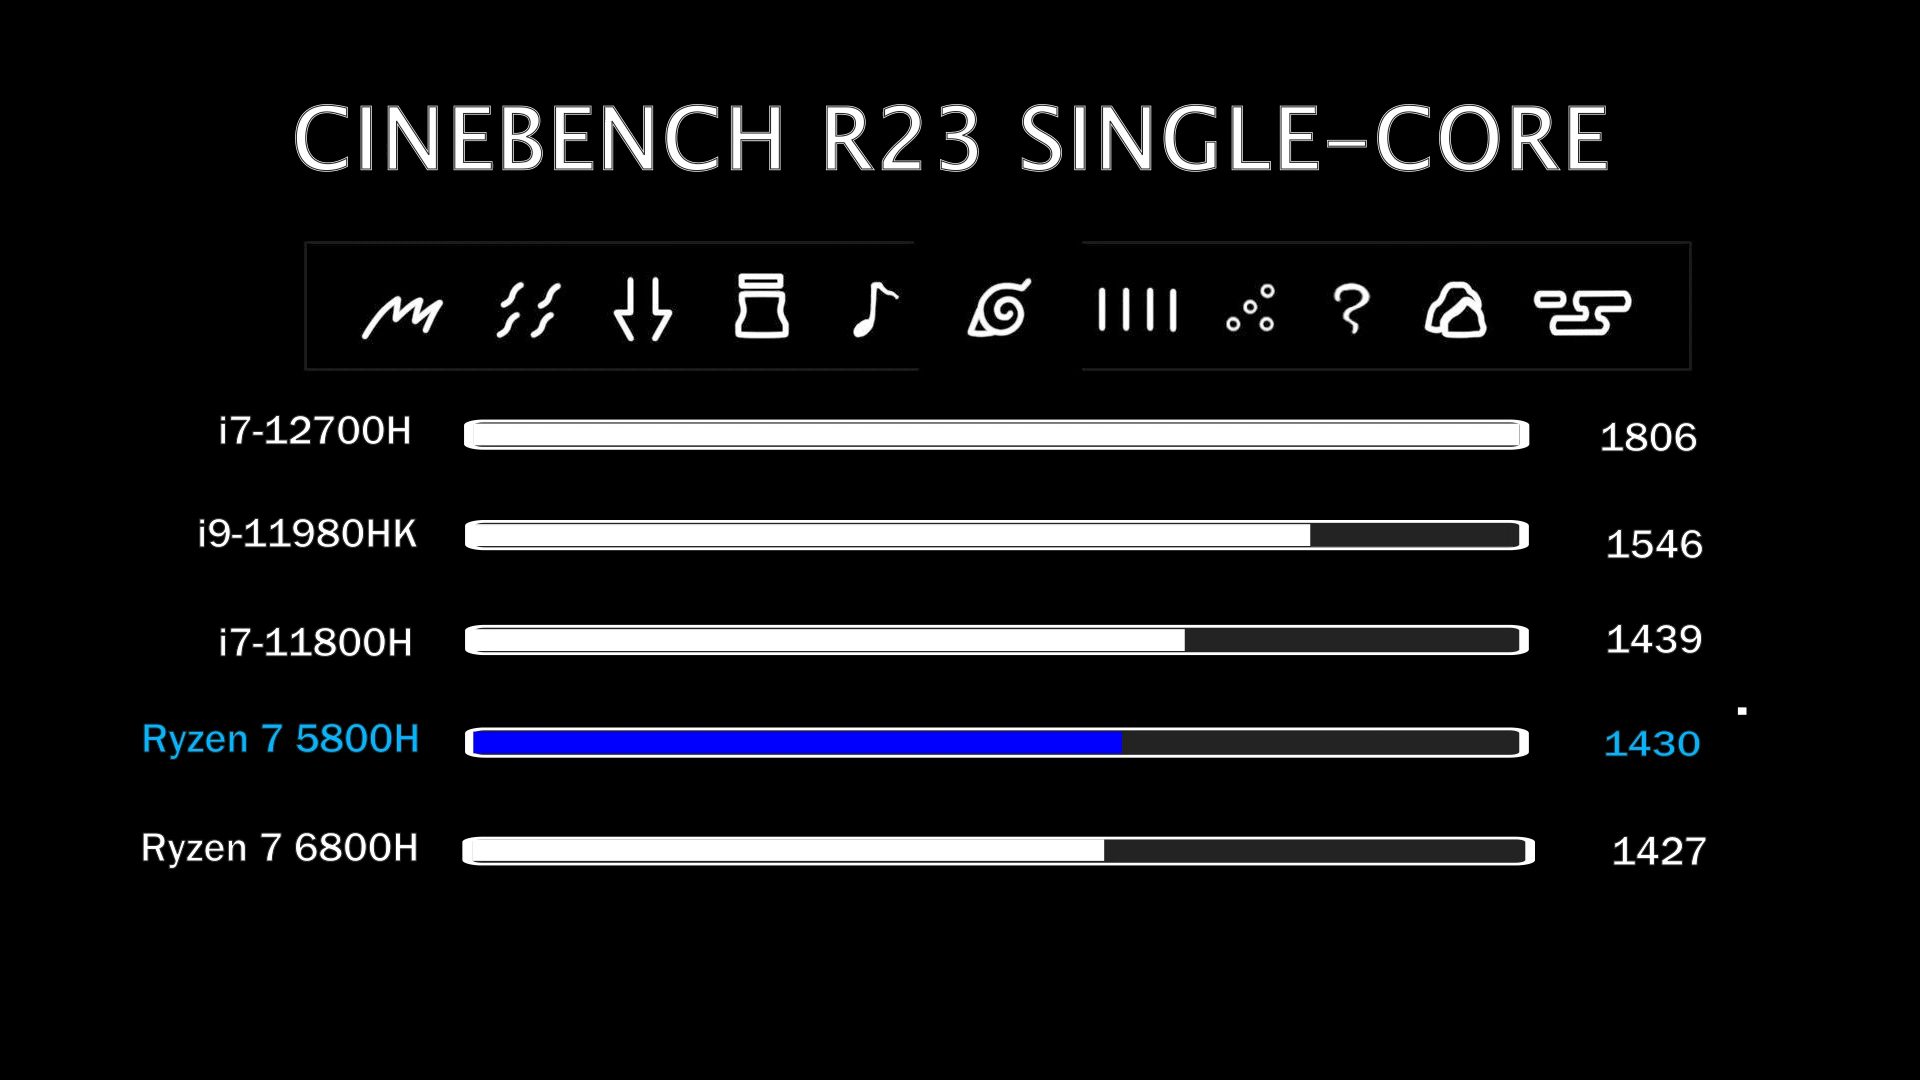 CINEBENCH R23 SINGLE-CORE
i7-12700H 1806
i9-11980HK 1546
i7-11800H 1439
Ryzen 7 5800H 1430
Ryzen 7 6800H 1427